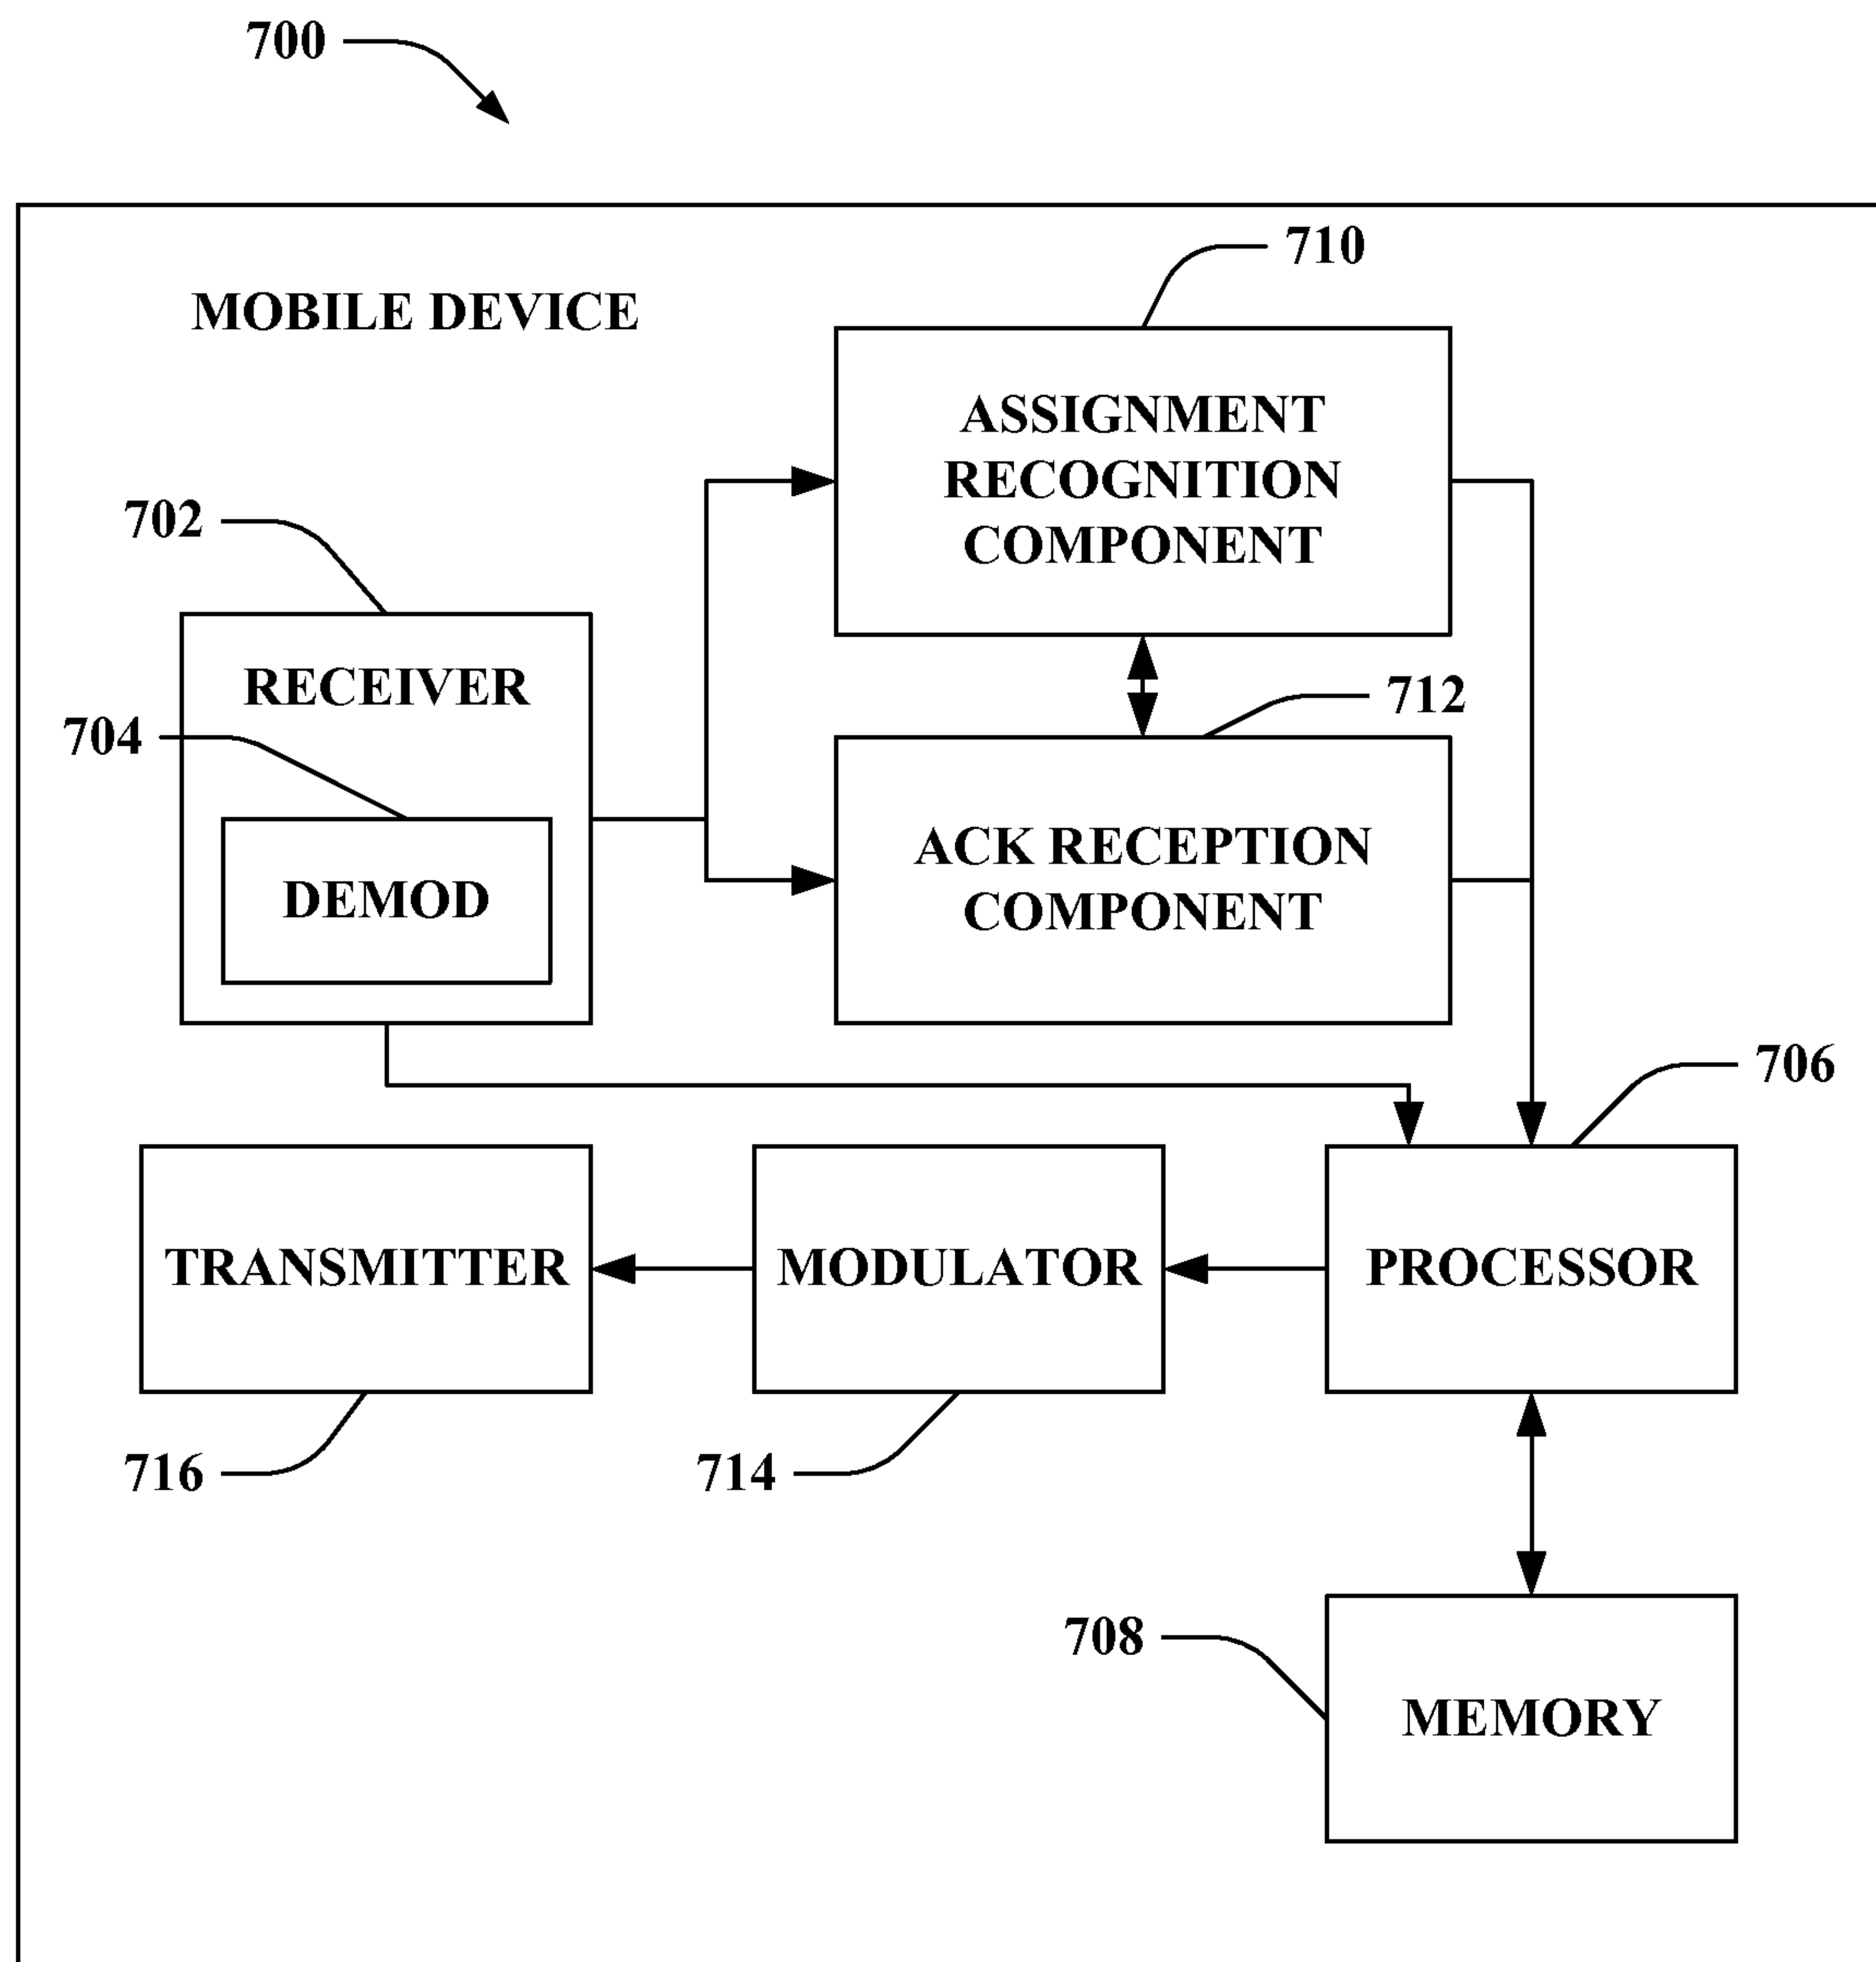 700
710
MOBILE DEVICE
ASSIGNMENT
RECOGNITION
COMPONENT
702
RECEIVER
712
704
ACK RECEPTION
COMPONENT
DEMOD
706
TRANSMITTER
MODULATOR
PROCESSOR
716
714
708
MEMORY